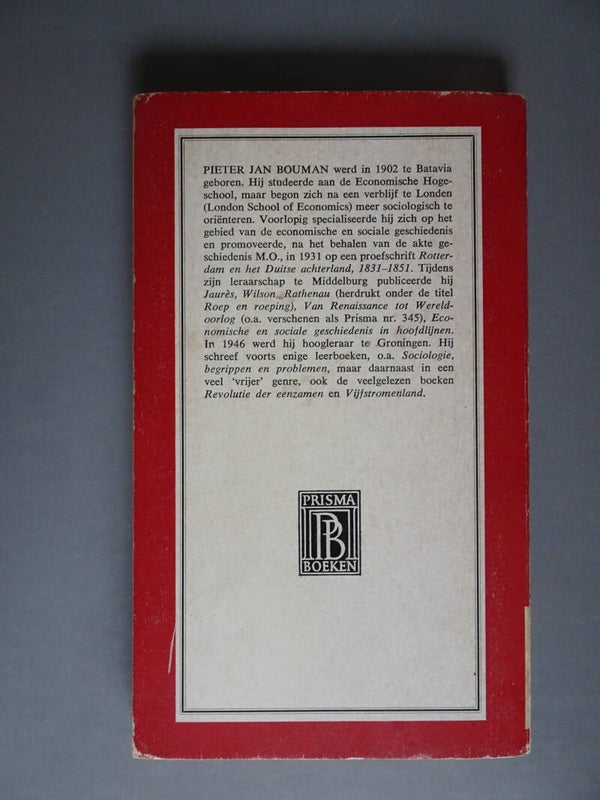 PIETER JAN BOUMAN werd in 1902 te Batavia
geboren. Hij studeerde aan de Economische Hoge-
school, maar begon zich na een verblijf te Londen
(London School of Economics) meer sociologisch te
oriënteren. Voorlopig specialiseerde hij zich op het
gebied van de economische en sociale geschiedenis
en promoveerde, na het behalen van de akte ge-
schiedenis M.O., in 1931 op een proefschrift Rotter-
dam en het Duitse achterland, 1831–1851. Tijdens
zijn leraarschap te Middelburg publiceerde hij
Jaurès, Wilson, Rathenau (herdrukt onder de titel
Roep en roeping), Van Renaissance tot Wereld-
oorlog (o.a. verschenen als Prisma nr. 345), Eco-
nomische en sociale geschiedenis in hoofdlijnen.
In 1946 werd hij hoogleraar te Groningen. Hij
schreef voorts enige leerboeken, o.a. Sociologie,
begrippen en problemen, maar daarnaast in een
veel ‘vrijer’ genre, ook de veelgelezen boeken
Revolutie der eenzamen en Vijfstromenland.
PRISMA
PB
BOEKEN